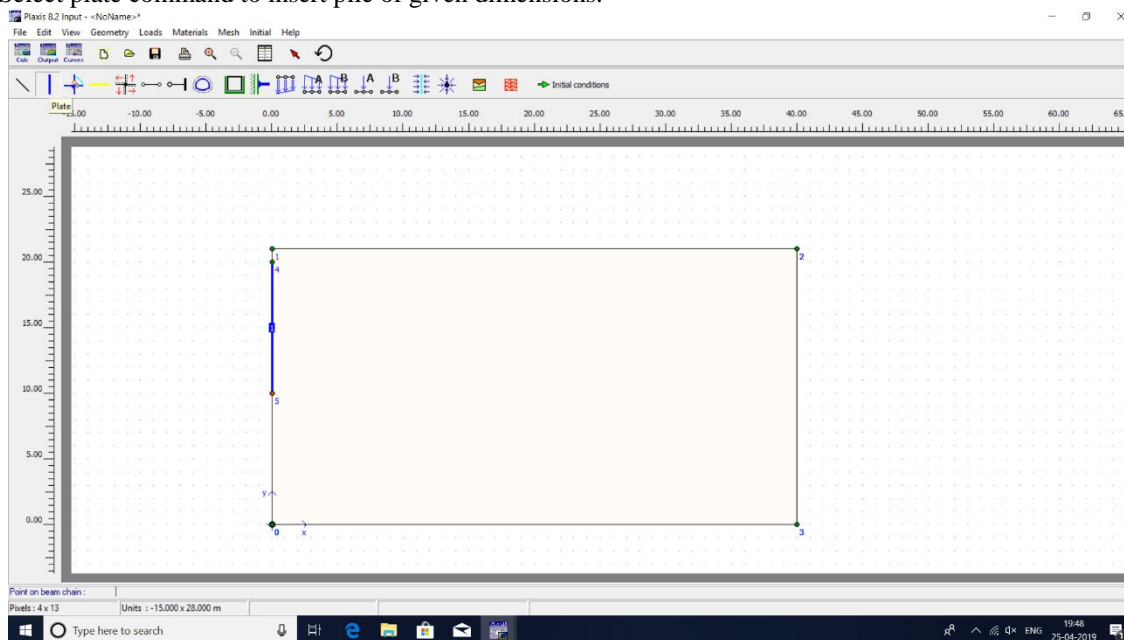 Select plate command to insert pile of given dimensions.
Plaxis 8.2 Input - <NoName>*
File Edit View Geometry Loads Materials Mesh Initial Help
Calc Output Curves
A B A B Initial conditions
Plate
-15.00 -10.00 -5.00 0.00 5.00 10.00 15.00 20.00 25.00 30.00 35.00 40.00 45.00 50.00 55.00 60.00 65.
25.00
20.00
1 2
4
15.00
10.00
5
5.00
y
0.00
0 x 3
Point on beam chain :
Pixels : 4 x 13 Units : -15.000 x 28.000 m
Type here to search ENG 19:48
25-04-2019